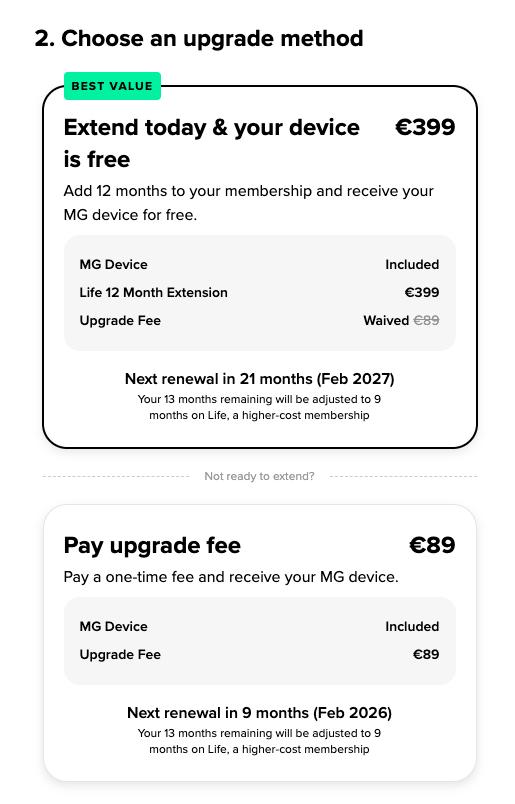 2. Choose an upgrade method
BEST VALUE
Extend today & your device €399
is free
Add 12 months to your membership and receive your
MG device for free.
MG Device Included
Life 12 Month Extension €399
Upgrade Fee Waived €89
Next renewal in 21 months (Feb 2027)
Your 13 months remaining will be adjusted to 9
months on Life, a higher-cost membership
Not ready to extend?
Pay upgrade fee €89
Pay a one-time fee and receive your MG device.
MG Device Included
Upgrade Fee €89
Next renewal in 9 months (Feb 2026)
Your 13 months remaining will be adjusted to 9
months on Life, a higher-cost membership